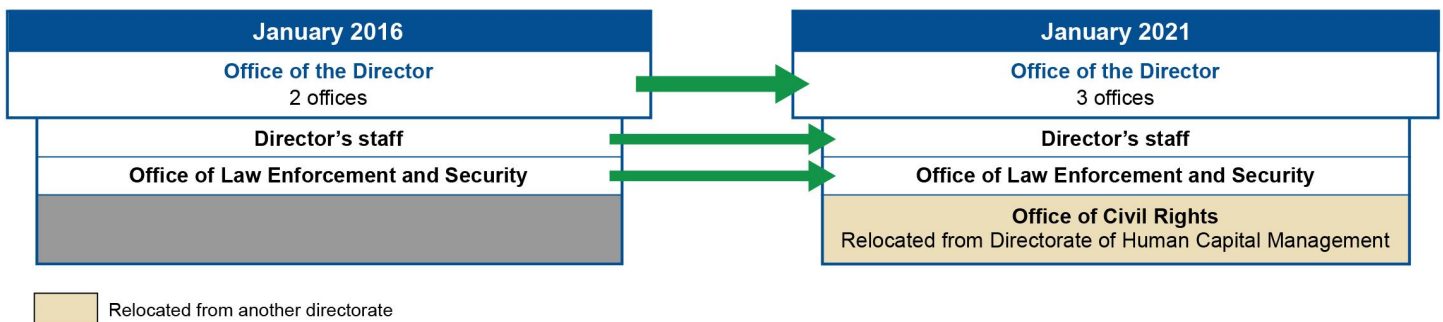 January 2016
Office of the Director
2 offices
Director's staff
Office of Law Enforcement and Security
January 2021
Office of the Director
3 offices
Director's staff
Office of Law Enforcement and Security
Office of Civil Rights
Relocated from Directorate of Human Capital Management
Relocated from another directorate